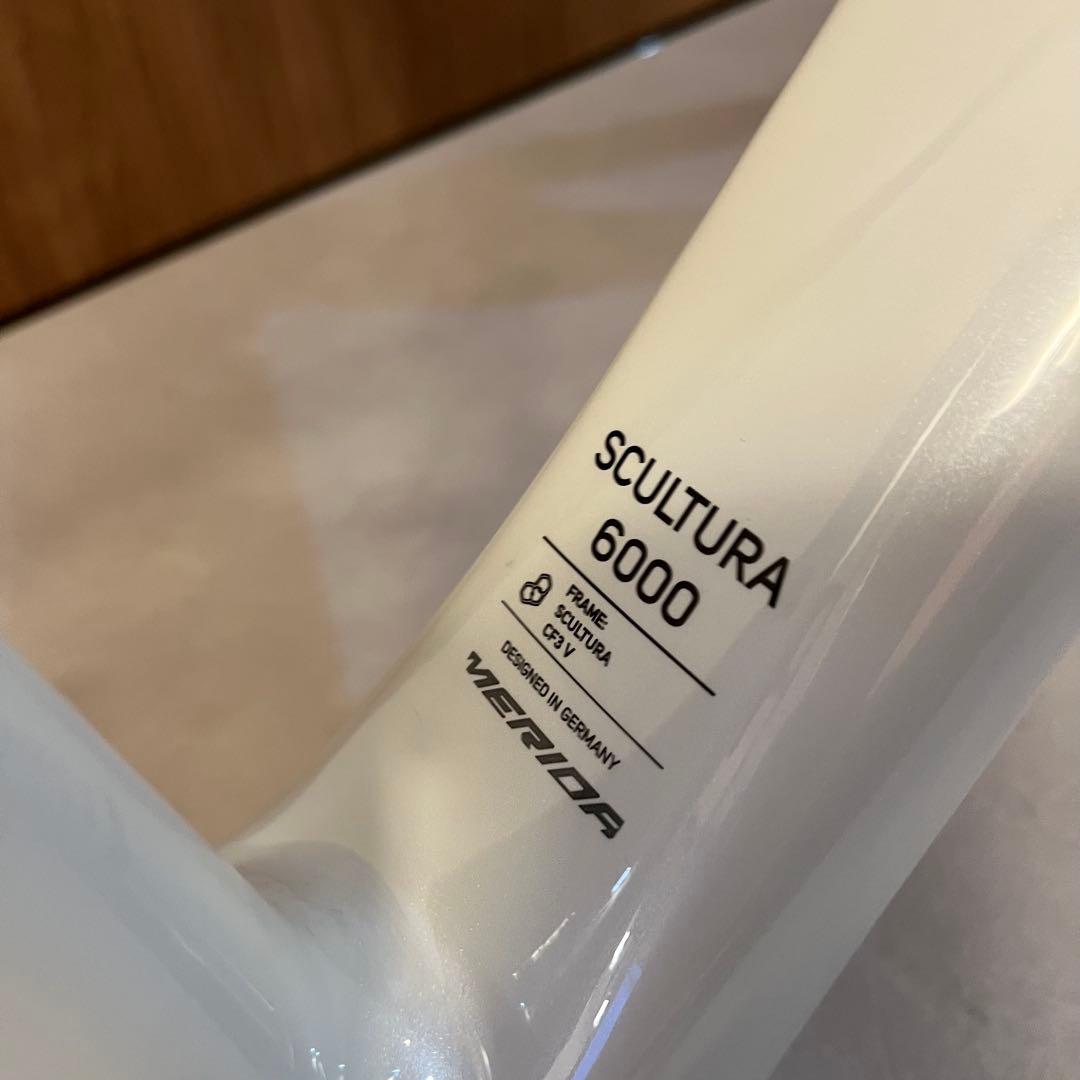 SCULTURA
6000
FRAME:
SCULTURA
CF3 V
DESIGNED IN GERMANY
MERIDA